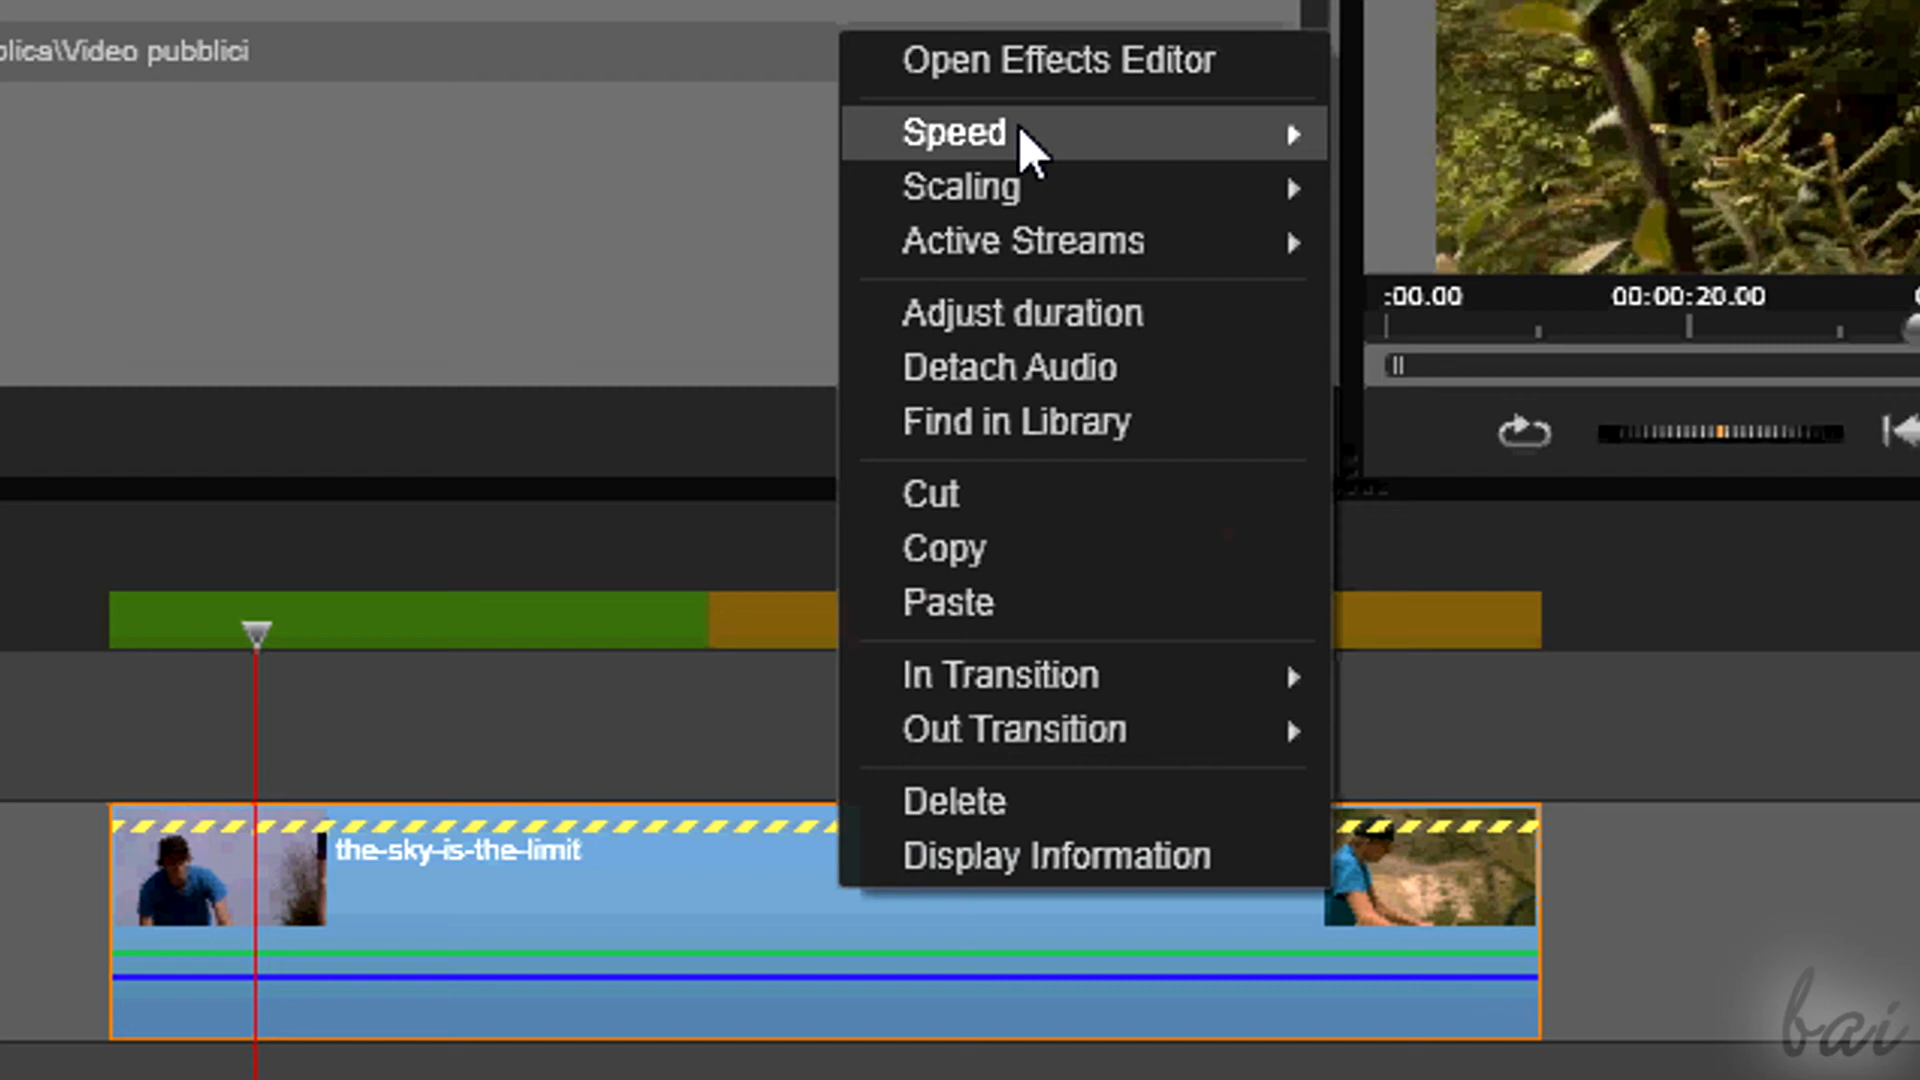 \Video pubblici
Open Effects Editor
Speed
Scaling
Active Streams
Adjust duration
Detach Audio
Find in Library
Cut
Copy
Paste
In Transition
Out Transition
Delete
Display Information
:00.00
00:00:20.00
the-sky-is-the-limit
bai